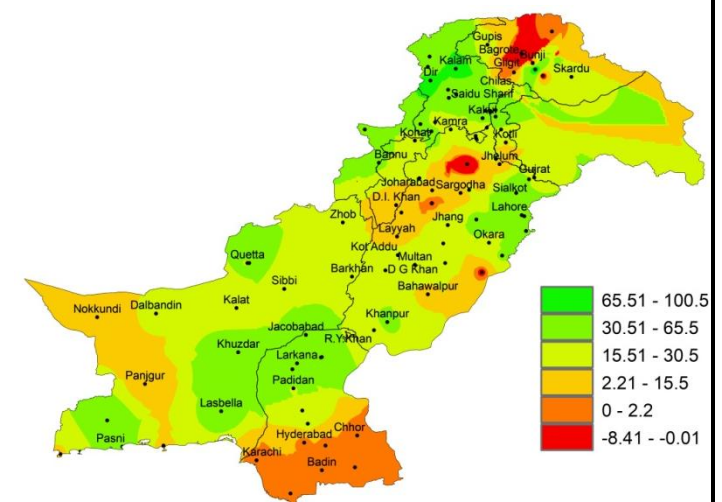 Gupis
Bagrote
Bunji
Gilgit
Kalam
Skardu
Dir
Chilas
Saidu Sharif
Kakul
Kamra
Kohat
Kotli
Bannu
Jhelum
Gujrat
Joharabad
Sargodha
Sialkot
D.I. Khan
Zhob
Lahore
Jhang
Layyah
Okara
Kot Addu
Quetta
Multan
Barkhan
D G Khan
Sibbi
Bahawalpur
Nokkundi
Dalbandin
Kalat
Khanpur
Jacobabad
R.Y.Khan
Khuzdar
Larkana
Panjgur
Padidan
Lasbella
Pasni
Hyderabad
Chhor
Karachi
Badin
65.51 - 100.5
30.51 - 65.5
15.51 - 30.5
2.21 - 15.5
0 - 2.2
-8.41 - -0.01